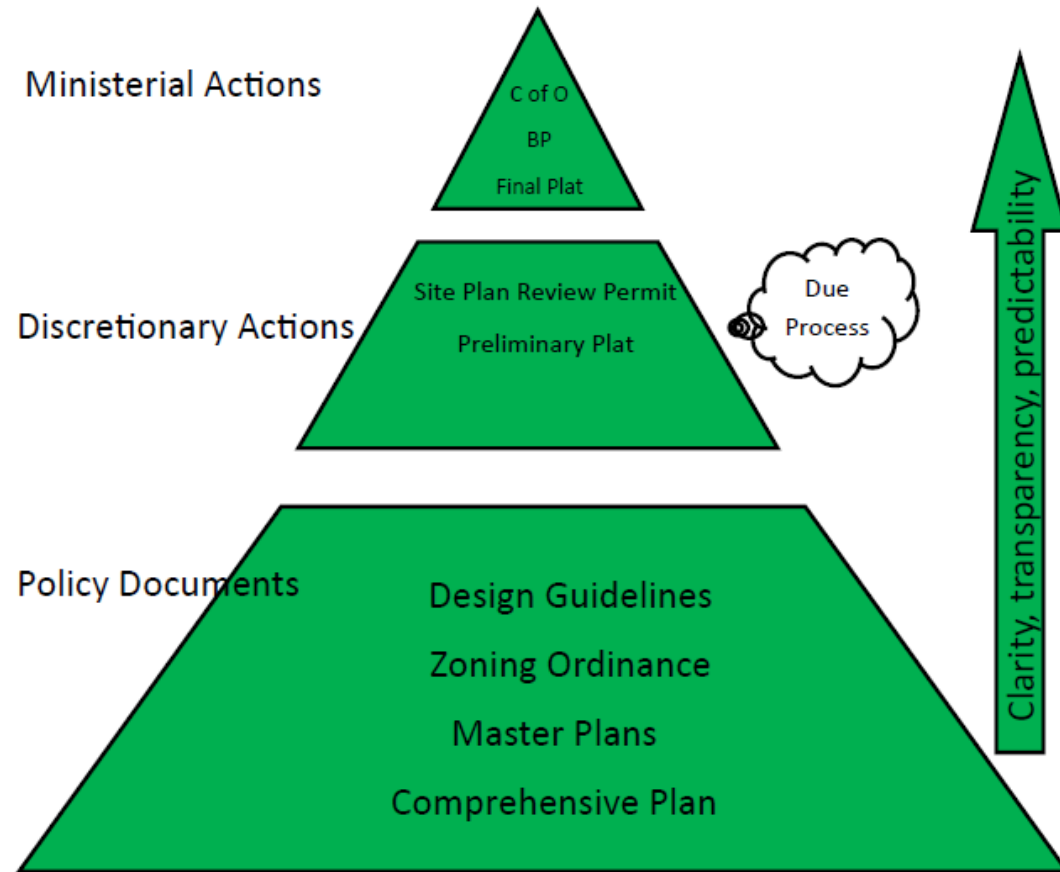 Ministerial Actions
C of O
BP
Final Plat
Discretionary Actions
Site Plan Review Permit
Preliminary Plat
Due
Process
Policy Documents
Design Guidelines
Zoning Ordinance
Master Plans
Comprehensive Plan
Clarity, transparency, predictability